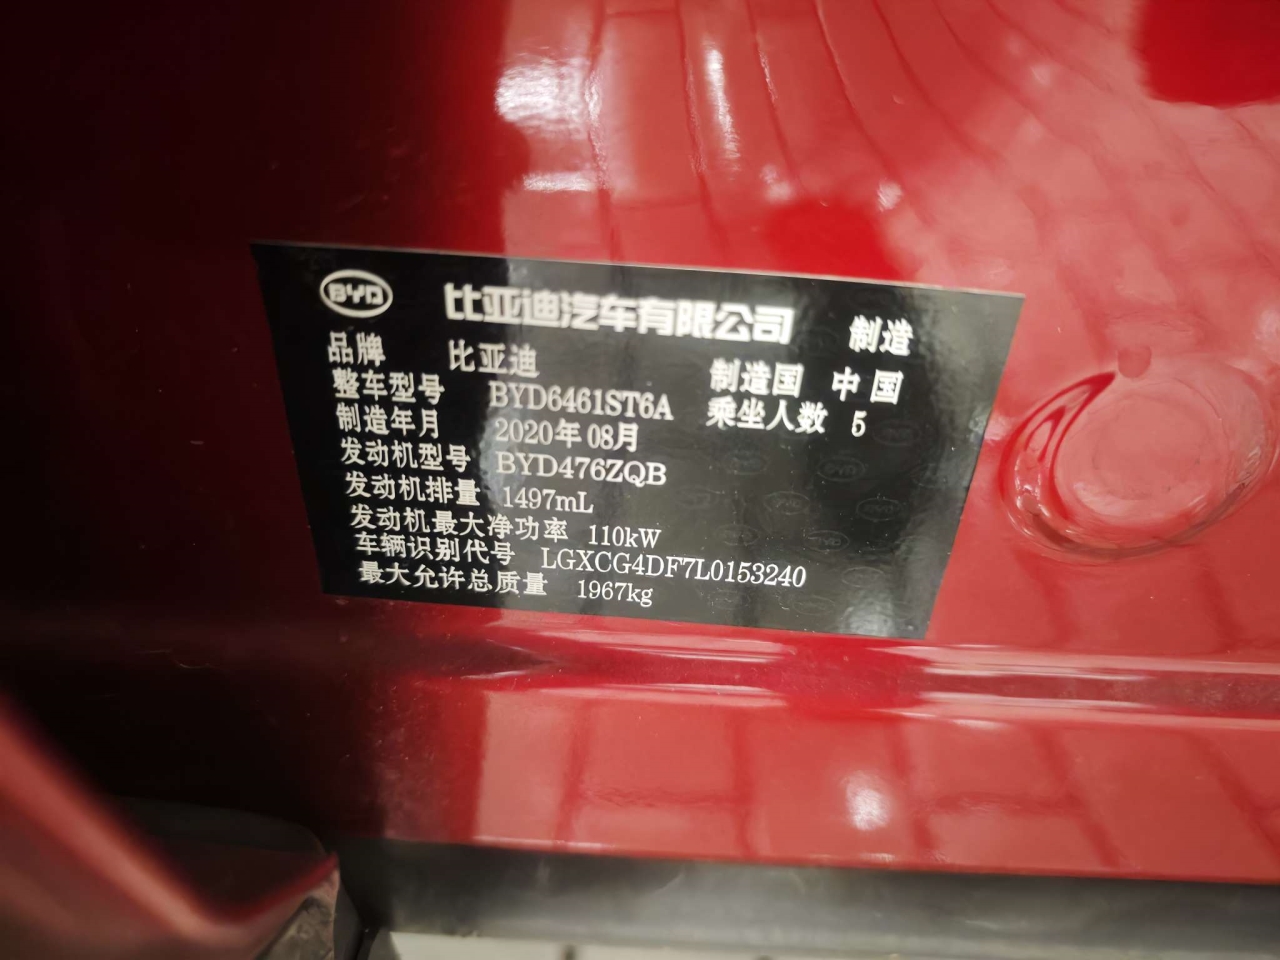 BYD 比亚迪汽车有限公司 制造
品牌 比亚迪 制造国 中国
整车型号 BYD6461ST6A 乘坐人数 5
制造年月 2020年08月
发动机型号 BYD476ZQB
发动机排量 1497mL
发动机最大净功率 110kW
车辆识别代号 LGXCG4DF7L0153240
最大允许总质量 1967kg